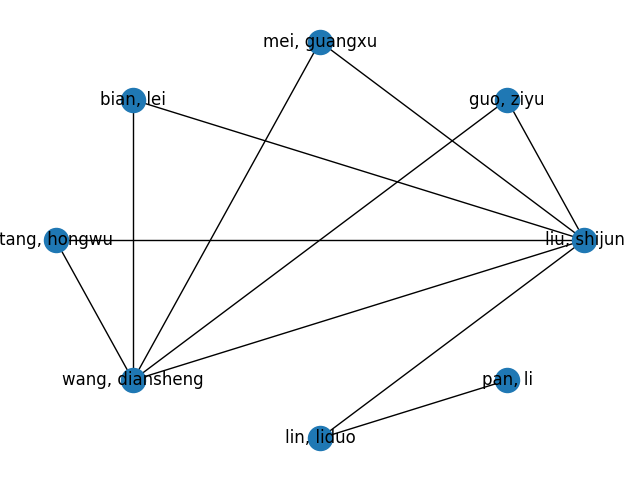 mei, guangxu
bian, lei
guo, ziyu
tang, hongwu
liu, shijun
wang, diansheng
pan, li
lin, liduo